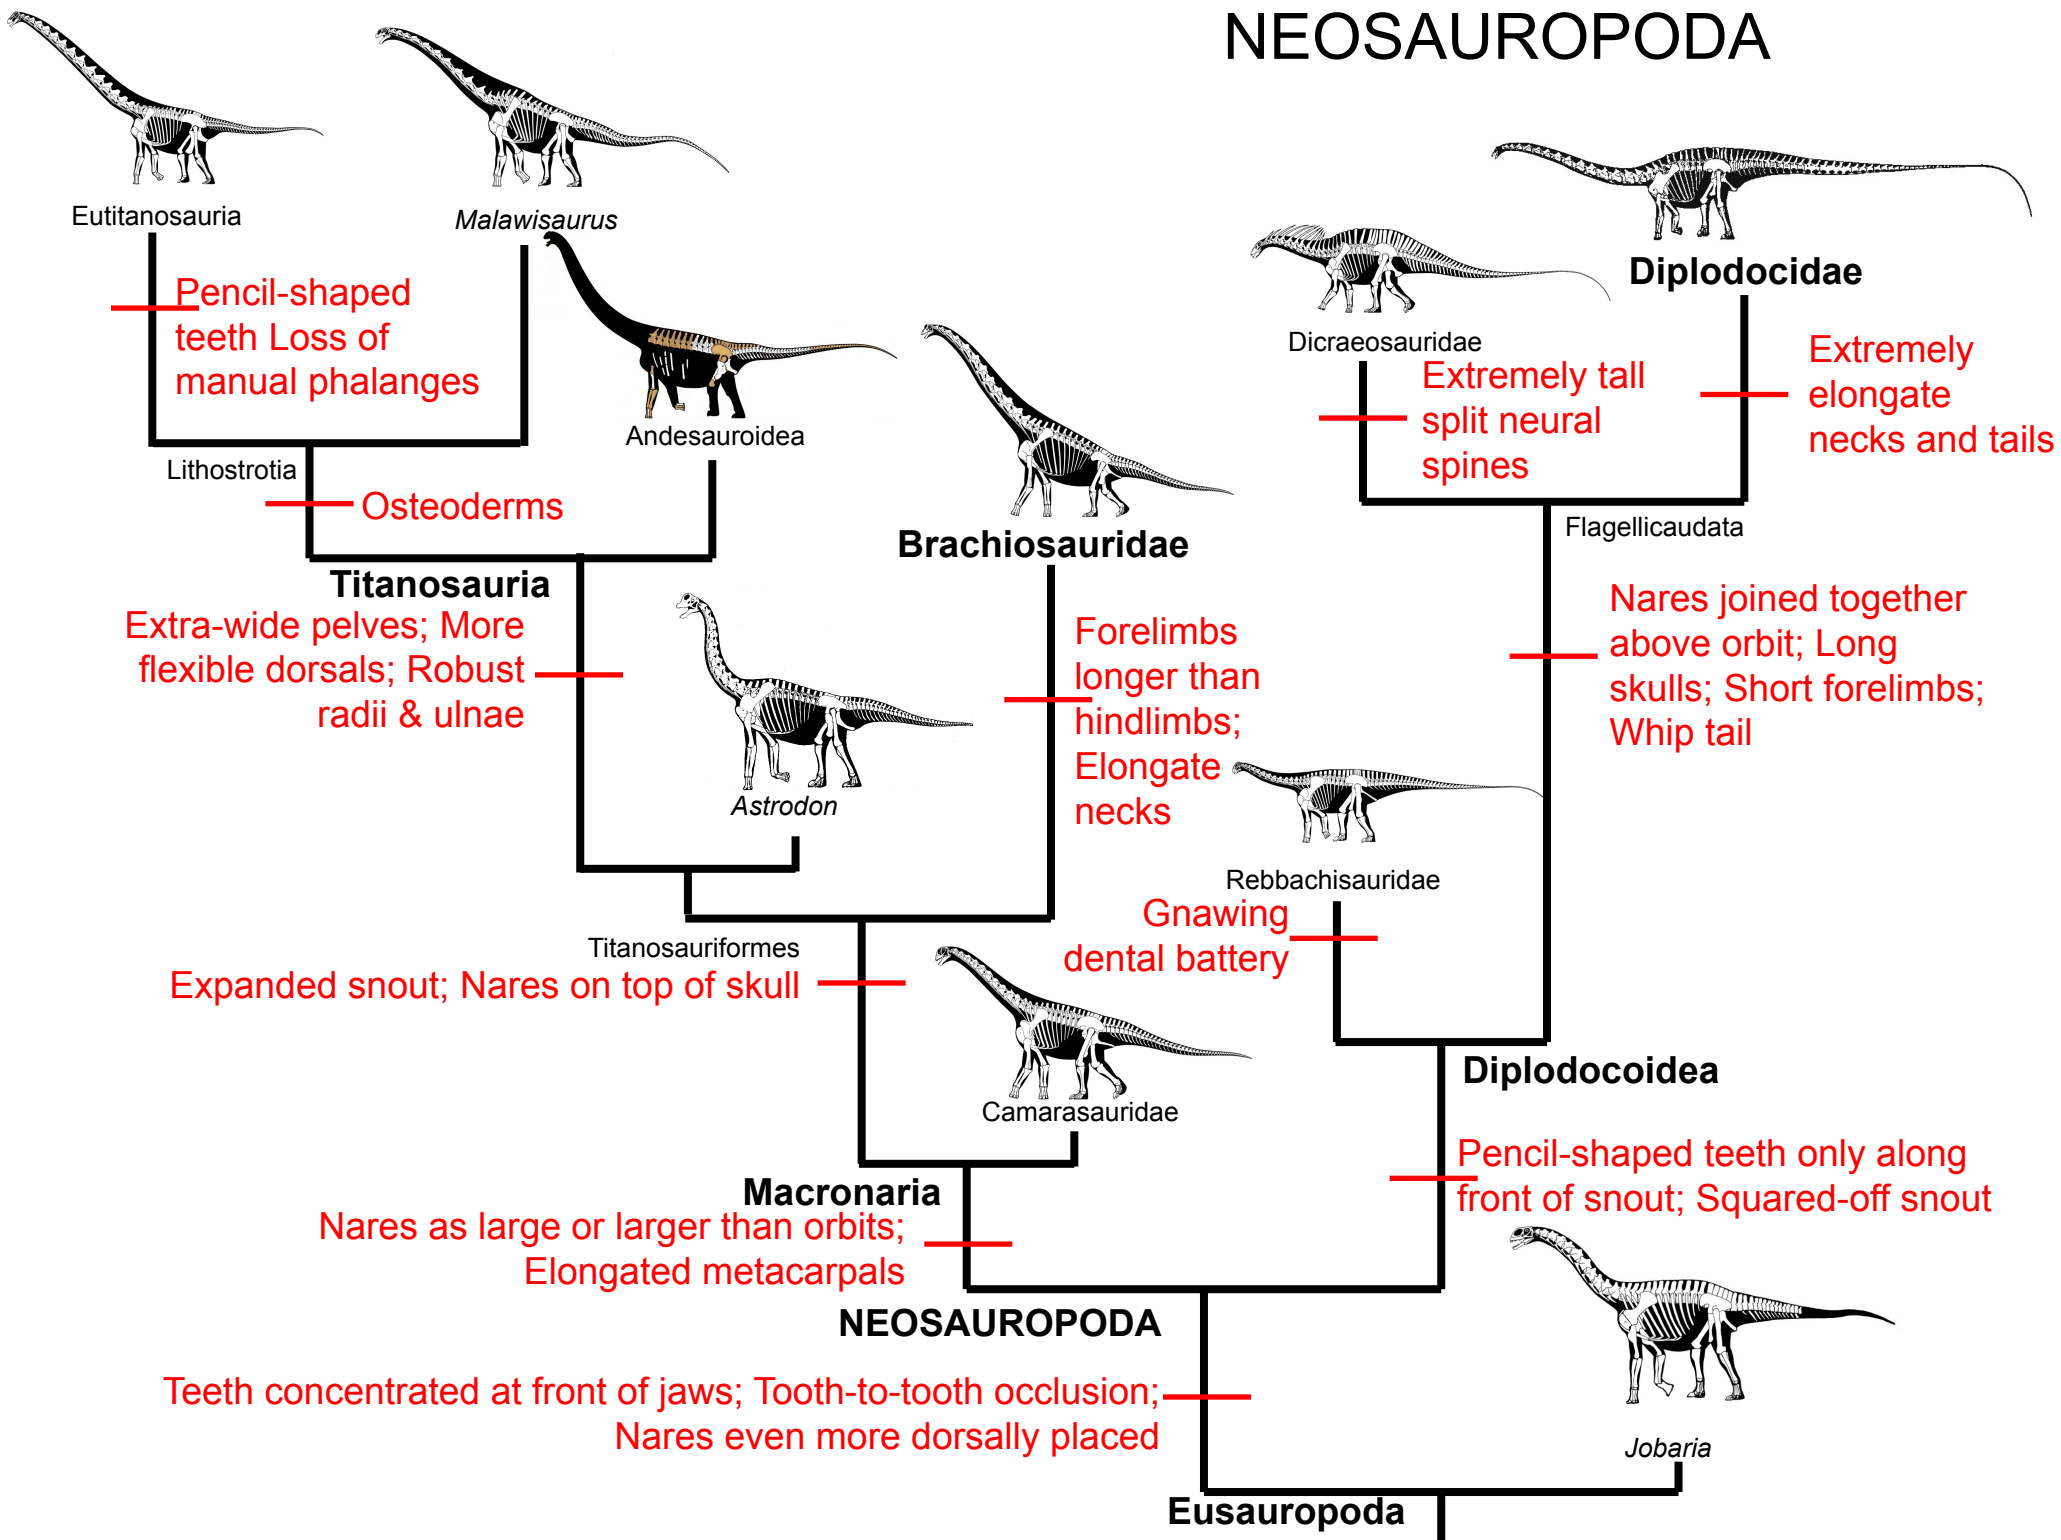 NEOSAUROPODA
Eutitanosauria
Malawisaurus
Pencil-shaped
teeth Loss of
manual phalanges
Andesauroidea
Lithostrotia
Osteoderms
Diplodocidae
Dicraeosauridae
Extremely tall
split neural
spines
Extremely
elongate
necks and tails
Flagellicaudata
Brachiosauridae
Titanosauria
Extra-wide pelves; More
flexible dorsals; Robust
radii & ulnae
Forelimbs
longer than
hindlimbs;
Elongate
necks
Nares joined together
above orbit; Long
skulls; Short forelimbs;
Whip tail
Astrodon
Rebbachisauridae
Gnawing
dental battery
Titanosauriformes
Expanded snout; Nares on top of skull
Camarasauridae
Diplodocoidea
Pencil-shaped teeth only along
front of snout; Squared-off snout
Macronaria
Nares as large or larger than orbits;
Elongated metacarpals
NEOSAUROPODA
Teeth concentrated at front of jaws; Tooth-to-tooth occlusion;
Nares even more dorsally placed
Jobaria
Eusauropoda